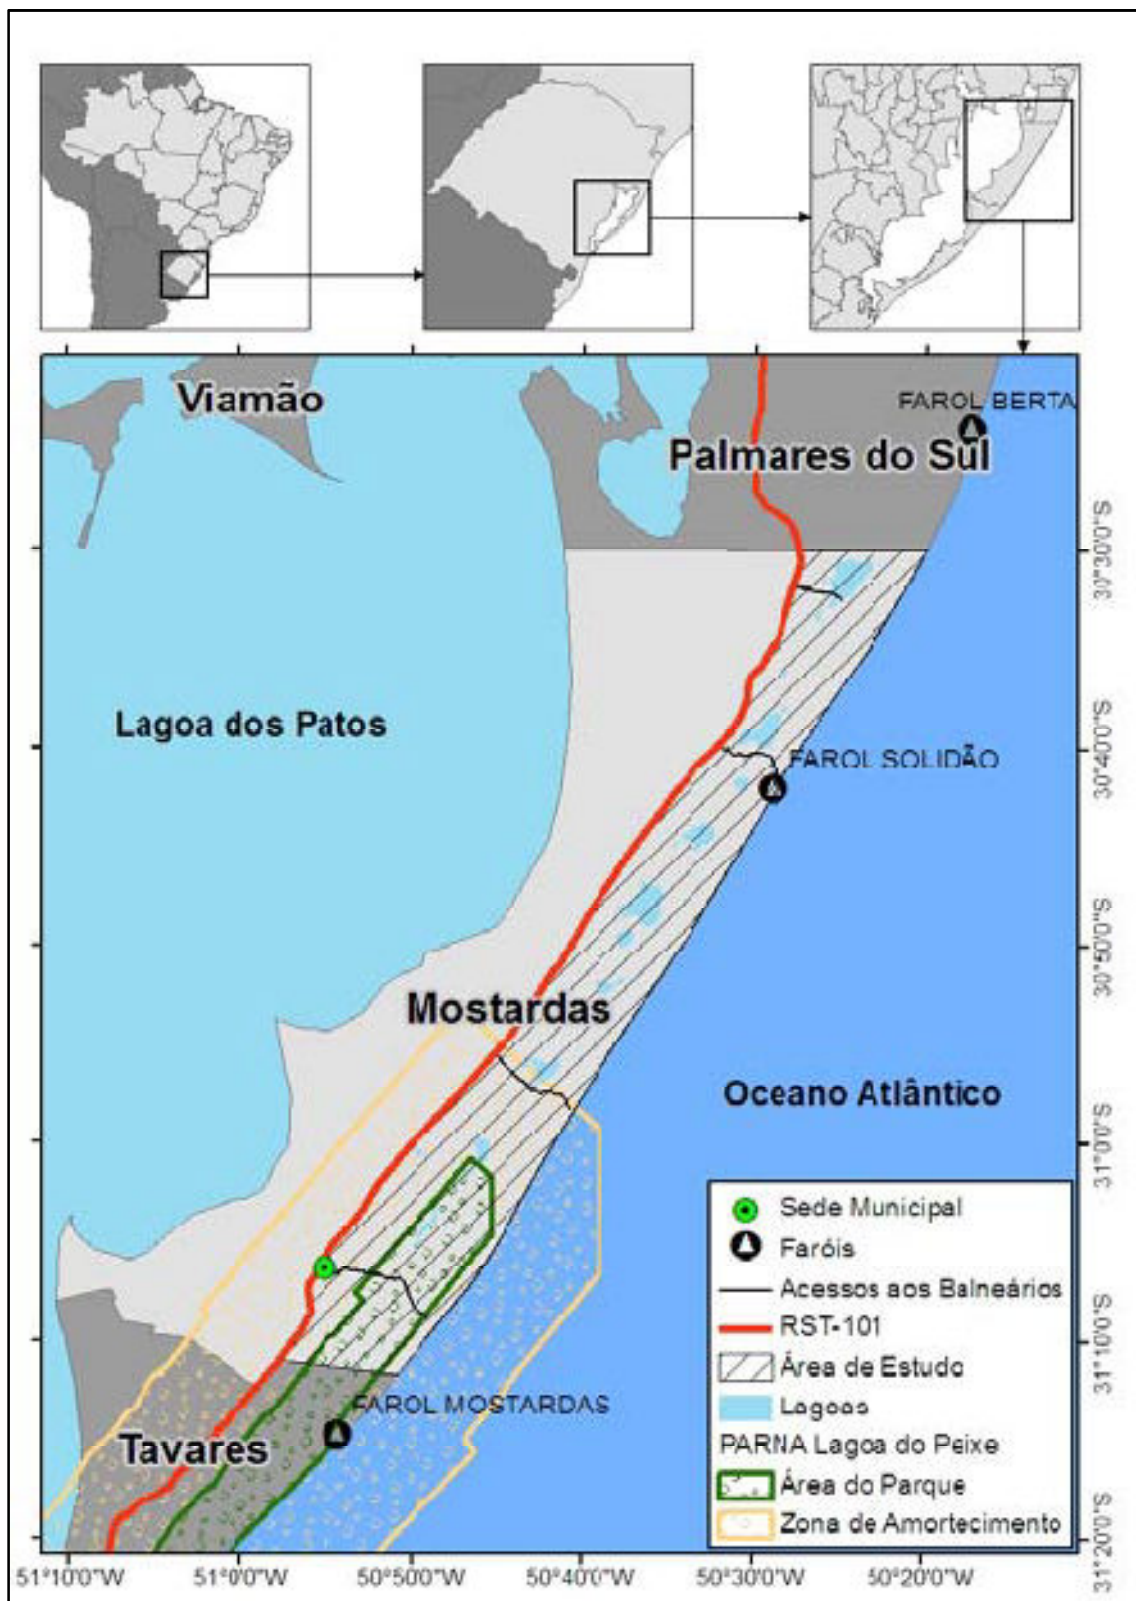 Viamão
FAROL BERTA
Palmares do Sul
30°30'0"S
Lagoa dos Patos
FAROL SOLIDÃO
30°40'0"S
30°50'0"S
Mostardas
Oceano Atlântico
31°0'0"S
Sede Municipal
Faróis
Acessos aos Balneários
RST-101
31°10'0"S
Área de Estudo
FAROL MOSTARDAS
Lagoas
Tavares
PARNA Lagoa do Peixe
Área do Parque
Zona de Amortecimento
31°20'0"S
51°10'0"W 51°0'0"W 50°50'0"W 50°40'0"W 50°30'0"W 50°20'0"W